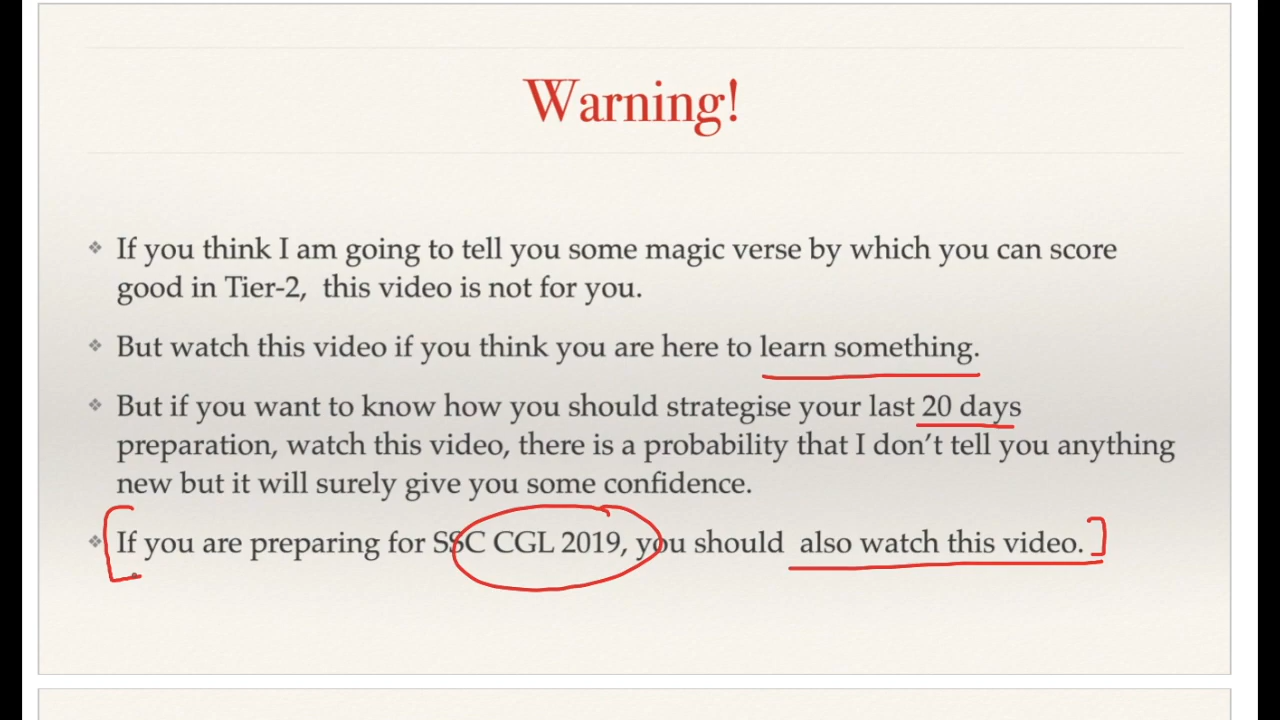 Warning!
❖ If you think I am going to tell you some magic verse by which you can score
good in Tier-2,  this video is not for you.
❖ But watch this video if you think you are here to learn something.
❖ But if you want to know how you should strategise your last 20 days
preparation, watch this video, there is a probability that I don’t tell you anything
new but it will surely give you some confidence.
❖ If you are preparing for SSC CGL 2019, you should  also watch this video.